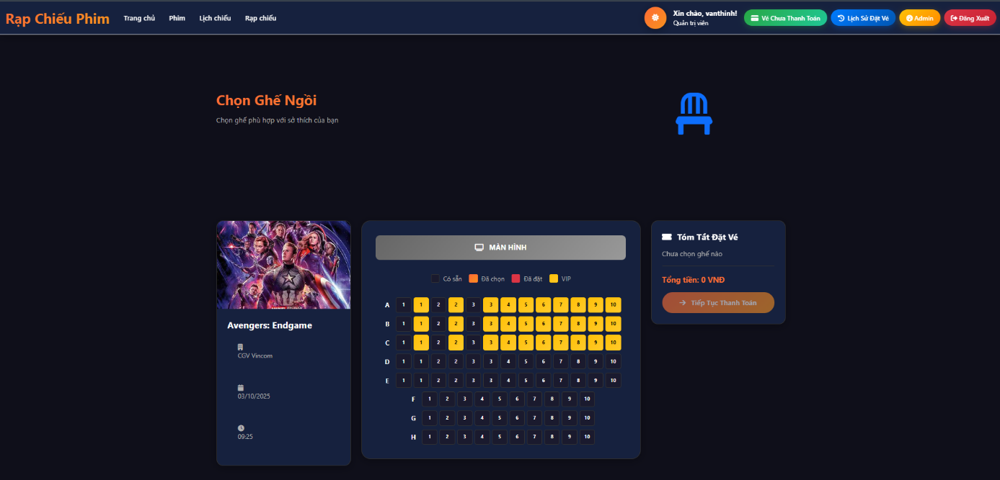 Rạp Chiếu Phim Trang chủ Phim Lịch chiếu Rạp chiếu Xin chào, vanthinh! Vé Chưa Thanh Toán Lịch Sử Đặt Vé Admin Đăng Xuất
Quản trị viên
Chọn Ghế Ngồi
Chọn ghế phù hợp với sở thích của bạn
Avengers: Endgame
CGV Vincom
03/10/2025
09:25
MÀN HÌNH
Có sẵn Đã chọn Đã đặt VIP
A 1 1 2 2 3 3 4 5 6 7 8 9 10
B 1 1 2 2 3 3 4 5 6 7 8 9 10
C 1 1 2 2 3 3 4 5 6 7 8 9 10
D 1 1 2 2 3 3 4 5 6 7 8 9 10
E 1 1 2 2 3 3 4 5 6 7 8 9 10
F 1 2 3 4 5 6 7 8 9 10
G 1 2 3 4 5 6 7 8 9 10
H 1 2 3 4 5 6 7 8 9 10
Tóm Tắt Đặt Vé
Chưa chọn ghế nào
Tổng tiền: 0 VNĐ
Tiếp Tục Thanh Toán